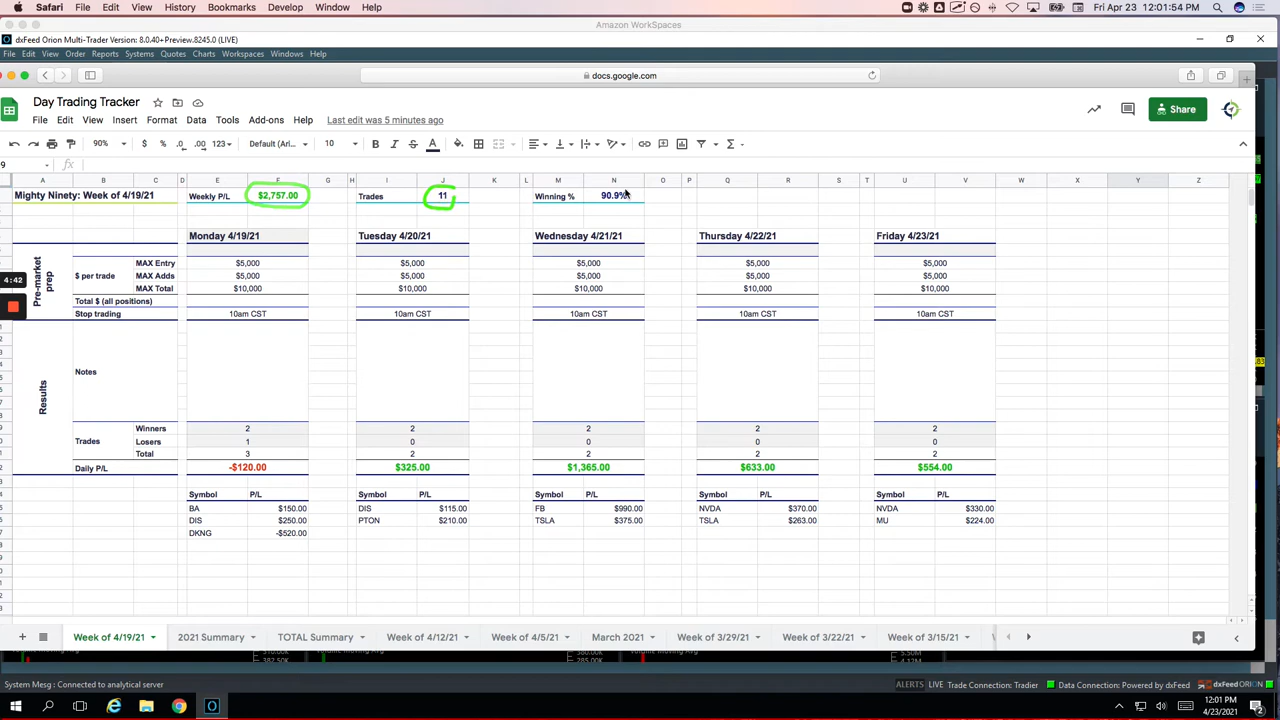 Safari File Edit View History Bookmarks Develop Window Help Fri Apr 23 12:01:54 PM
Amazon WorkSpaces
dxFeed Orion Multi-Trader Version: 8.0.40+Preview.8245.0 (LIVE)
File Edit View Orders Reports Systems Quotes Charts Workspaces Windows Help
docs.google.com
Day Trading Tracker
File Edit View Insert Format Data Tools Add-ons Help Last edit was 5 minutes ago
Share
90% $ % .0 .00 123 Default (Ari... 10 B I S A
9 fx
A B C D E F G H I J K L M N O P Q R S T U V W X Y Z
Mighty Ninety: Week of 4/19/21 Weekly P/L $2,757.00 Trades 11 Winning % 90.9%
Monday 4/19/21 Tuesday 4/20/21 Wednesday 4/21/21 Thursday 4/22/21 Friday 4/23/21
Pre-market prep
$ per trade
MAX Entry $5,000 $5,000 $5,000 $5,000 $5,000
MAX Adds $5,000 $5,000 $5,000 $5,000 $5,000
MAX Total $10,000 $10,000 $10,000 $10,000 $10,000
4:42
Total $ (all positions)
Stop trading 10am CST 10am CST 10am CST 10am CST 10am CST
Results
Notes
Trades
Winners 2 2 2 2 2
Losers 1 0 0 0 0
Total 3 2 2 2 2
Daily P/L -$120.00 $325.00 $1,365.00 $633.00 $554.00
Symbol P/L Symbol P/L Symbol P/L Symbol P/L Symbol P/L
BA $150.00 DIS $115.00 FB $990.00 NVDA $370.00 NVDA $330.00
DIS $250.00 PTON $210.00 TSLA $375.00 TSLA $263.00 MU $224.00
DKNG -$520.00
Week of 4/19/21 2021 Summary TOTAL Summary Week of 4/12/21 Week of 4/5/21 March 2021 Week of 3/29/21 Week of 3/22/21 Week of 3/15/21
System Mesg : Connected to analytical server ALERTS LIVE Trade Connection: Tradier Data Connection: Powered by dxFeed dxFeed ORION
12:01 PM
4/23/2021